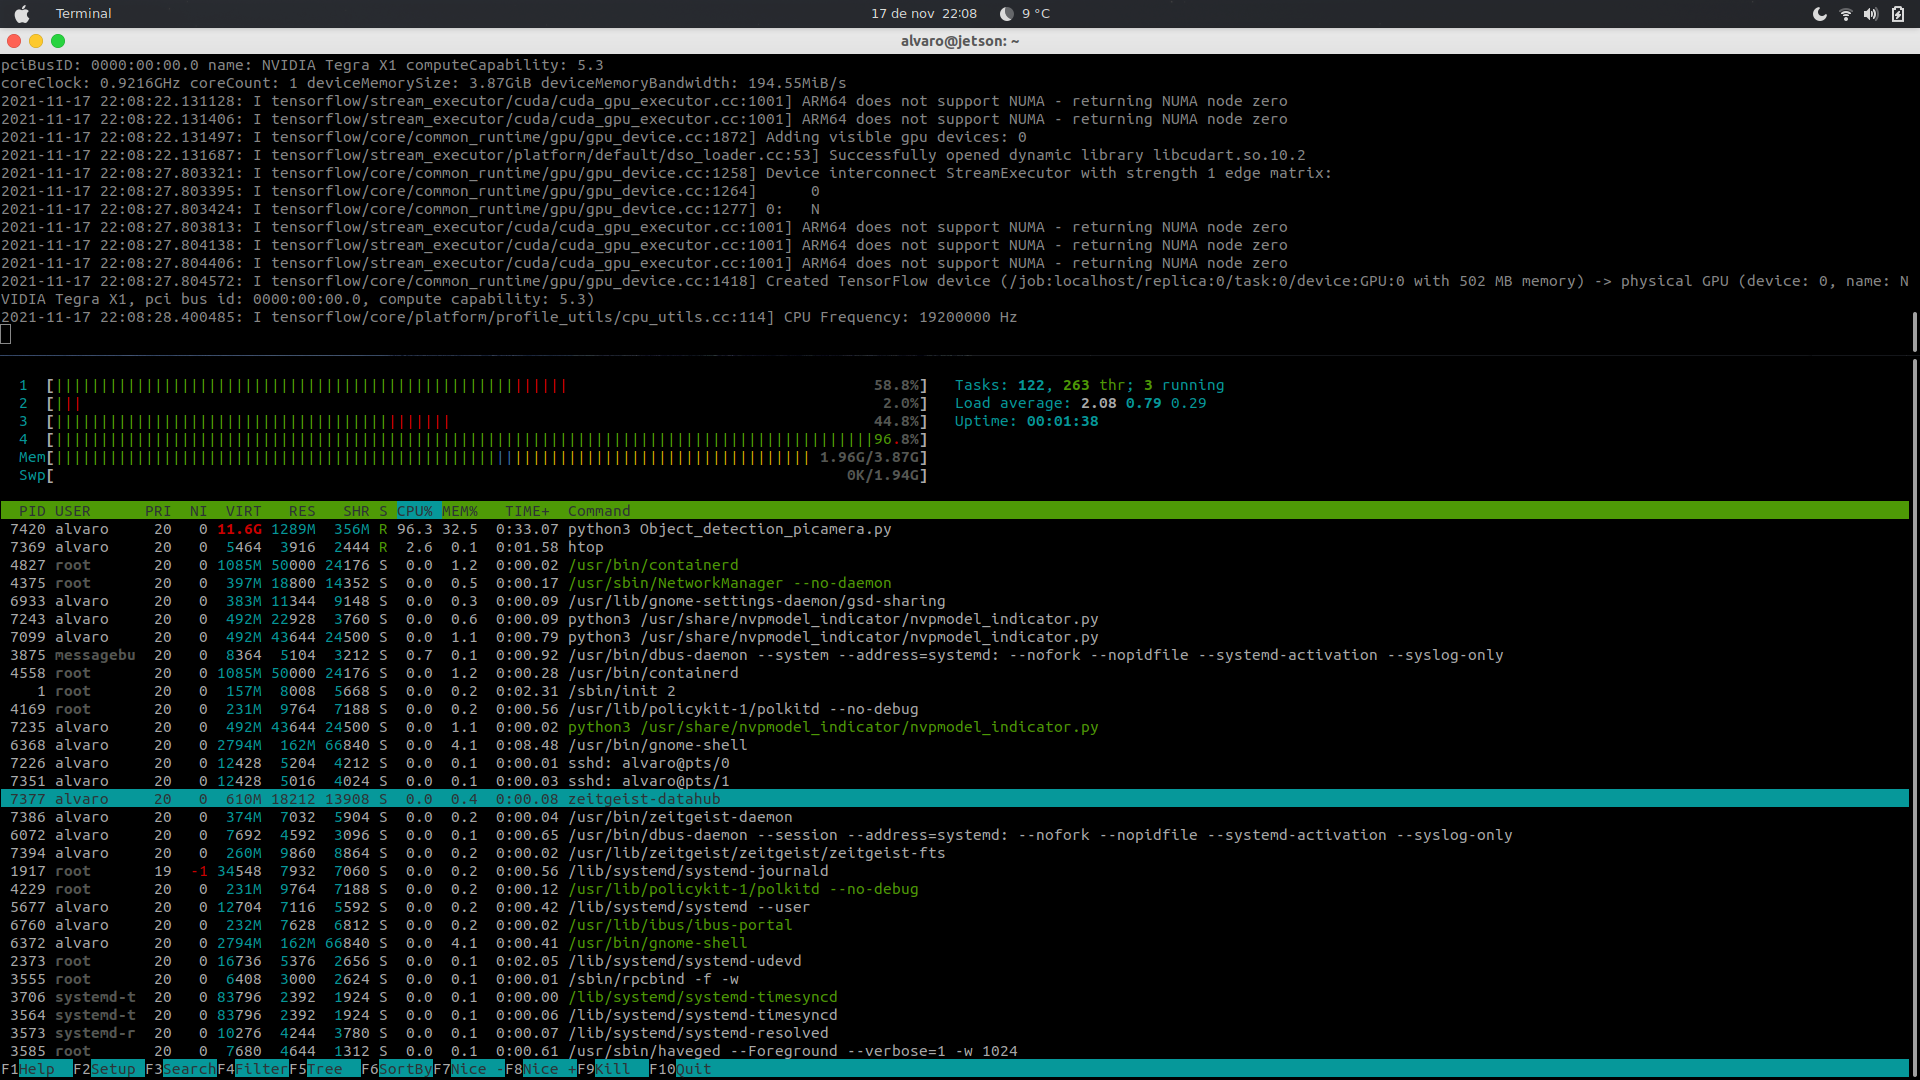 Terminal
17 de nov 22:08 9 °C
alvaro@jetson: ~
pciBusID: 0000:00:00.0 name: NVIDIA Tegra X1 computeCapability: 5.3
coreClock: 0.9216GHz coreCount: 1 deviceMemorySize: 3.87GiB deviceMemoryBandwidth: 194.55MiB/s
2021-11-17 22:08:22.131128: I tensorflow/stream_executor/cuda/cuda_gpu_executor.cc:1001] ARM64 does not support NUMA - returning NUMA node zero
2021-11-17 22:08:22.131406: I tensorflow/stream_executor/cuda/cuda_gpu_executor.cc:1001] ARM64 does not support NUMA - returning NUMA node zero
2021-11-17 22:08:22.131497: I tensorflow/core/common_runtime/gpu/gpu_device.cc:1872] Adding visible gpu devices: 0
2021-11-17 22:08:22.131687: I tensorflow/stream_executor/platform/default/dso_loader.cc:53] Successfully opened dynamic library libcudart.so.10.2
2021-11-17 22:08:27.803321: I tensorflow/core/common_runtime/gpu/gpu_device.cc:1258] Device interconnect StreamExecutor with strength 1 edge matrix:
2021-11-17 22:08:27.803395: I tensorflow/core/common_runtime/gpu/gpu_device.cc:1264]      0
2021-11-17 22:08:27.803424: I tensorflow/core/common_runtime/gpu/gpu_device.cc:1277] 0:   N
2021-11-17 22:08:27.803813: I tensorflow/stream_executor/cuda/cuda_gpu_executor.cc:1001] ARM64 does not support NUMA - returning NUMA node zero
2021-11-17 22:08:27.804138: I tensorflow/stream_executor/cuda/cuda_gpu_executor.cc:1001] ARM64 does not support NUMA - returning NUMA node zero
2021-11-17 22:08:27.804406: I tensorflow/stream_executor/cuda/cuda_gpu_executor.cc:1001] ARM64 does not support NUMA - returning NUMA node zero
2021-11-17 22:08:27.804572: I tensorflow/core/common_runtime/gpu/gpu_device.cc:1418] Created TensorFlow device (/job:localhost/replica:0/task:0/device:GPU:0 with 502 MB memory) -> physical GPU (device: 0, name: N
VIDIA Tegra X1, pci bus id: 0000:00:00.0, compute capability: 5.3)
2021-11-17 22:08:28.400485: I tensorflow/core/platform/profile_utils/cpu_utils.cc:114] CPU Frequency: 19200000 Hz
1 [ 58.8%] Tasks: 122, 263 thr; 3 running
2 [ 2.0%] Load average: 2.08 0.79 0.29
3 [ 44.8%] Uptime: 00:01:38
4 [ 96.8%]
Mem[ 1.96G/3.87G]
Swp[ 0K/1.94G]
PID USER PRI NI VIRT RES SHR S CPU% MEM% TIME+ Command
7420 alvaro 20 0 11.6G 1289M 356M R 96.3 32.5 0:33.07 python3 Object_detection_picamera.py
7369 alvaro 20 0 5464 3916 2444 R 2.6 0.1 0:01.58 htop
4827 root 20 0 1085M 50000 24176 S 0.0 1.2 0:00.02 /usr/bin/containerd
4375 root 20 0 397M 18800 14352 S 0.0 0.5 0:00.17 /usr/sbin/NetworkManager --no-daemon
6933 alvaro 20 0 383M 11344 9148 S 0.0 0.3 0:00.09 /usr/lib/gnome-settings-daemon/gsd-sharing
7243 alvaro 20 0 492M 22928 3760 S 0.0 0.6 0:00.09 python3 /usr/share/nvpmodel_indicator/nvpmodel_indicator.py
7099 alvaro 20 0 492M 43644 24500 S 0.0 1.1 0:00.79 python3 /usr/share/nvpmodel_indicator/nvpmodel_indicator.py
3875 messagebu 20 0 8364 5104 3212 S 0.7 0.1 0:00.92 /usr/bin/dbus-daemon --system --address=systemd: --nofork --nopidfile --systemd-activation --syslog-only
4558 root 20 0 1085M 50000 24176 S 0.0 1.2 0:00.28 /usr/bin/containerd
1 root 20 0 157M 8008 5668 S 0.0 0.2 0:02.31 /sbin/init 2
4169 root 20 0 231M 9764 7188 S 0.0 0.2 0:00.56 /usr/lib/policykit-1/polkitd --no-debug
7235 alvaro 20 0 492M 43644 24500 S 0.0 1.1 0:00.02 python3 /usr/share/nvpmodel_indicator/nvpmodel_indicator.py
6368 alvaro 20 0 2794M 162M 66840 S 0.0 4.1 0:08.48 /usr/bin/gnome-shell
7226 alvaro 20 0 12428 5204 4212 S 0.0 0.1 0:00.01 sshd: alvaro@pts/0
7351 alvaro 20 0 12428 5016 4024 S 0.0 0.1 0:00.03 sshd: alvaro@pts/1
7377 alvaro 20 0 610M 18212 13908 S 0.0 0.4 0:00.08 zeitgeist-datahub
7386 alvaro 20 0 374M 7032 5904 S 0.0 0.2 0:00.04 /usr/bin/zeitgeist-daemon
6072 alvaro 20 0 7692 4592 3096 S 0.0 0.1 0:00.65 /usr/bin/dbus-daemon --session --address=systemd: --nofork --nopidfile --systemd-activation --syslog-only
7394 alvaro 20 0 260M 9860 8864 S 0.0 0.2 0:00.02 /usr/lib/zeitgeist/zeitgeist/zeitgeist-fts
1917 root 19 -1 34548 7932 7060 S 0.0 0.2 0:00.56 /lib/systemd/systemd-journald
4229 root 20 0 231M 9764 7188 S 0.0 0.2 0:00.12 /usr/lib/policykit-1/polkitd --no-debug
5677 alvaro 20 0 12704 7116 5592 S 0.0 0.2 0:00.42 /lib/systemd/systemd --user
6760 alvaro 20 0 232M 7628 6812 S 0.0 0.2 0:00.02 /usr/lib/ibus/ibus-portal
6372 alvaro 20 0 2794M 162M 66840 S 0.0 4.1 0:00.41 /usr/bin/gnome-shell
2373 root 20 0 16736 5376 2656 S 0.0 0.1 0:02.05 /lib/systemd/systemd-udevd
3555 root 20 0 6408 3000 2624 S 0.0 0.1 0:00.01 /sbin/rpcbind -f -w
3706 systemd-t 20 0 83796 2392 1924 S 0.0 0.1 0:00.00 /lib/systemd/systemd-timesyncd
3564 systemd-t 20 0 83796 2392 1924 S 0.0 0.1 0:00.06 /lib/systemd/systemd-timesyncd
3573 systemd-r 20 0 10276 4244 3780 S 0.0 0.1 0:00.07 /lib/systemd/systemd-resolved
3585 root 20 0 7680 4644 1312 S 0.0 0.1 0:00.61 /usr/sbin/haveged --Foreground --verbose=1 -w 1024
F1Help F2Setup F3SearchF4FilterF5Tree F6SortByF7Nice -F8Nice +F9Kill F10Quit